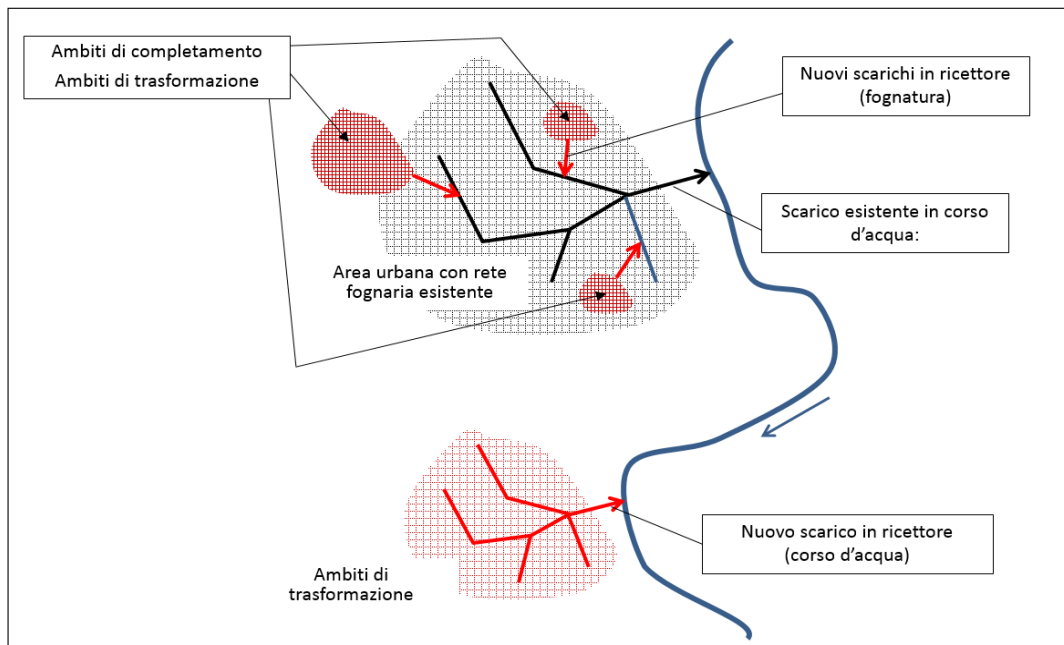 Ambiti di completamento
Ambiti di trasformazione
Nuovi scarichi in ricettore
(fognatura)
Scarico esistente in corso
d'acqua:
Area urbana con rete
fognaria esistente
Nuovo scarico in ricettore
(corso d'acqua)
Ambiti di
trasformazione